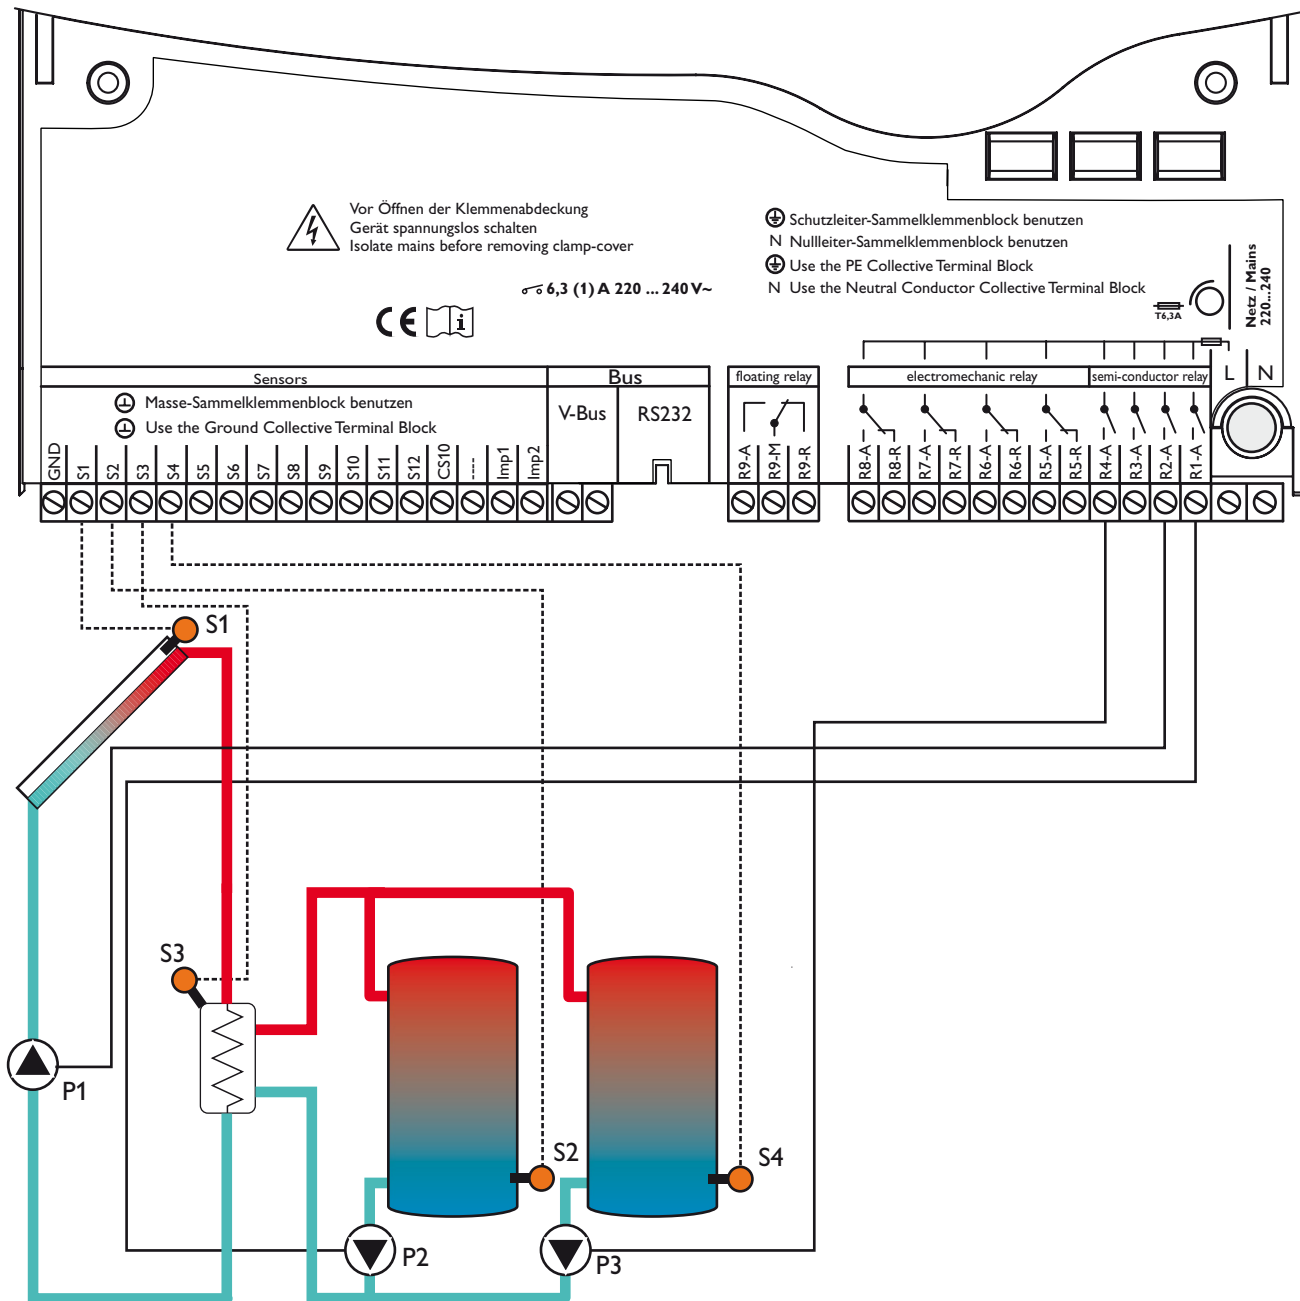 Vor Öffnen der Klemmenabdeckung
Gerät spannungslos schalten
Isolate mains before removing clamp-cover
6,3 (1) A 220 ... 240 V~
CE
i
Schutzleiter-Sammelklemmenblock benutzen
N Nullleiter-Sammelklemmenblock benutzen
Use the PE Collective Terminal Block
N Use the Neutral Conductor Collective Terminal Block
T6,3A
Netz / Mains
220...240
L N
Sensors
Masse-Sammelklemmenblock benutzen
Use the Ground Collective Terminal Block
GND S1 S2 S3 S4 S5 S6 S7 S8 S9 S10 S11 S12 CS10 ---- Imp1 Imp2
Bus
V-Bus RS232
floating relay
R9-A R9-M R9-R
electromechanic relay
semi-conductor relay
R8-A R8-R R7-A R7-R R6-A R6-R R5-A R5-R R4-A R3-A R2-A R1-A
S1
S3
P1
S2
S4
P2
P3